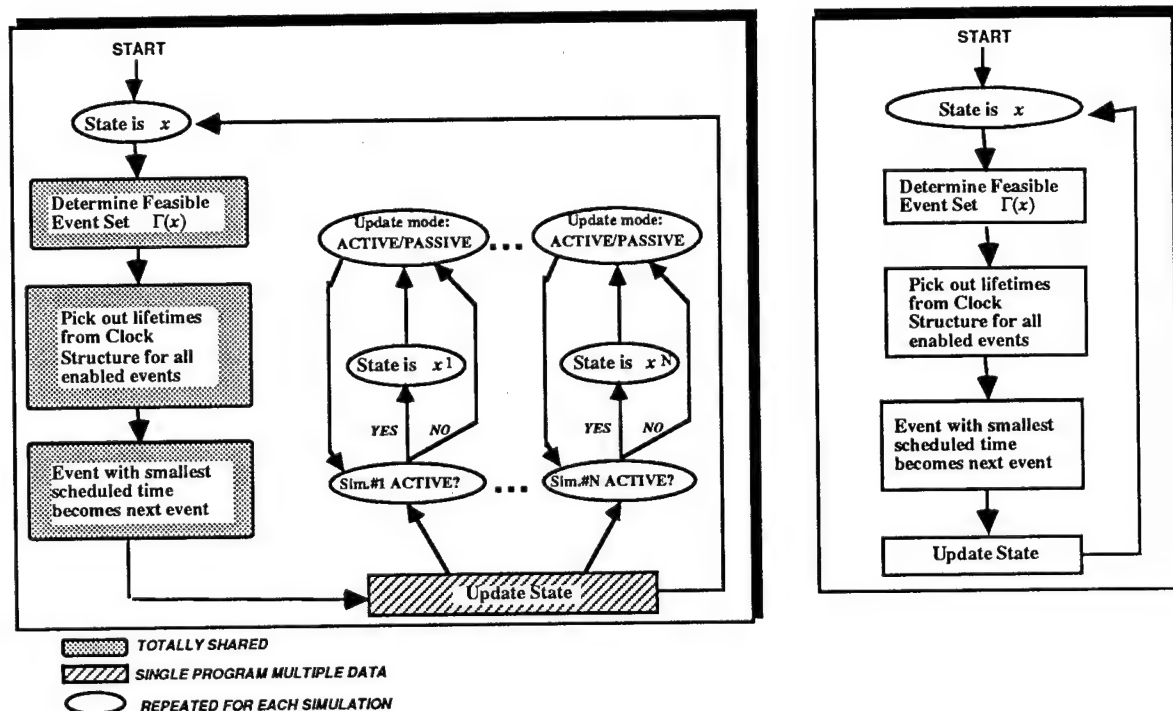 START
State is x
Determine Feasible
Event Set Γ(x)
Pick out lifetimes
from Clock
Structure for all
enabled events
Event with smallest
scheduled time
becomes next event
Update mode:
ACTIVE/PASSIVE
...
Update mode:
ACTIVE/PASSIVE
State is x 1
State is x N
YES NO
YES NO
Sim.#1 ACTIVE?
...
Sim.#N ACTIVE?
Update State
TOTALLY SHARED
SINGLE PROGRAM MULTIPLE DATA
REPEATED FOR EACH SIMULATION
START
State is x
Determine Feasible
Event Set Γ(x)
Pick out lifetimes
from Clock
Structure for all
enabled events
Event with smallest
scheduled time
becomes next event
Update State